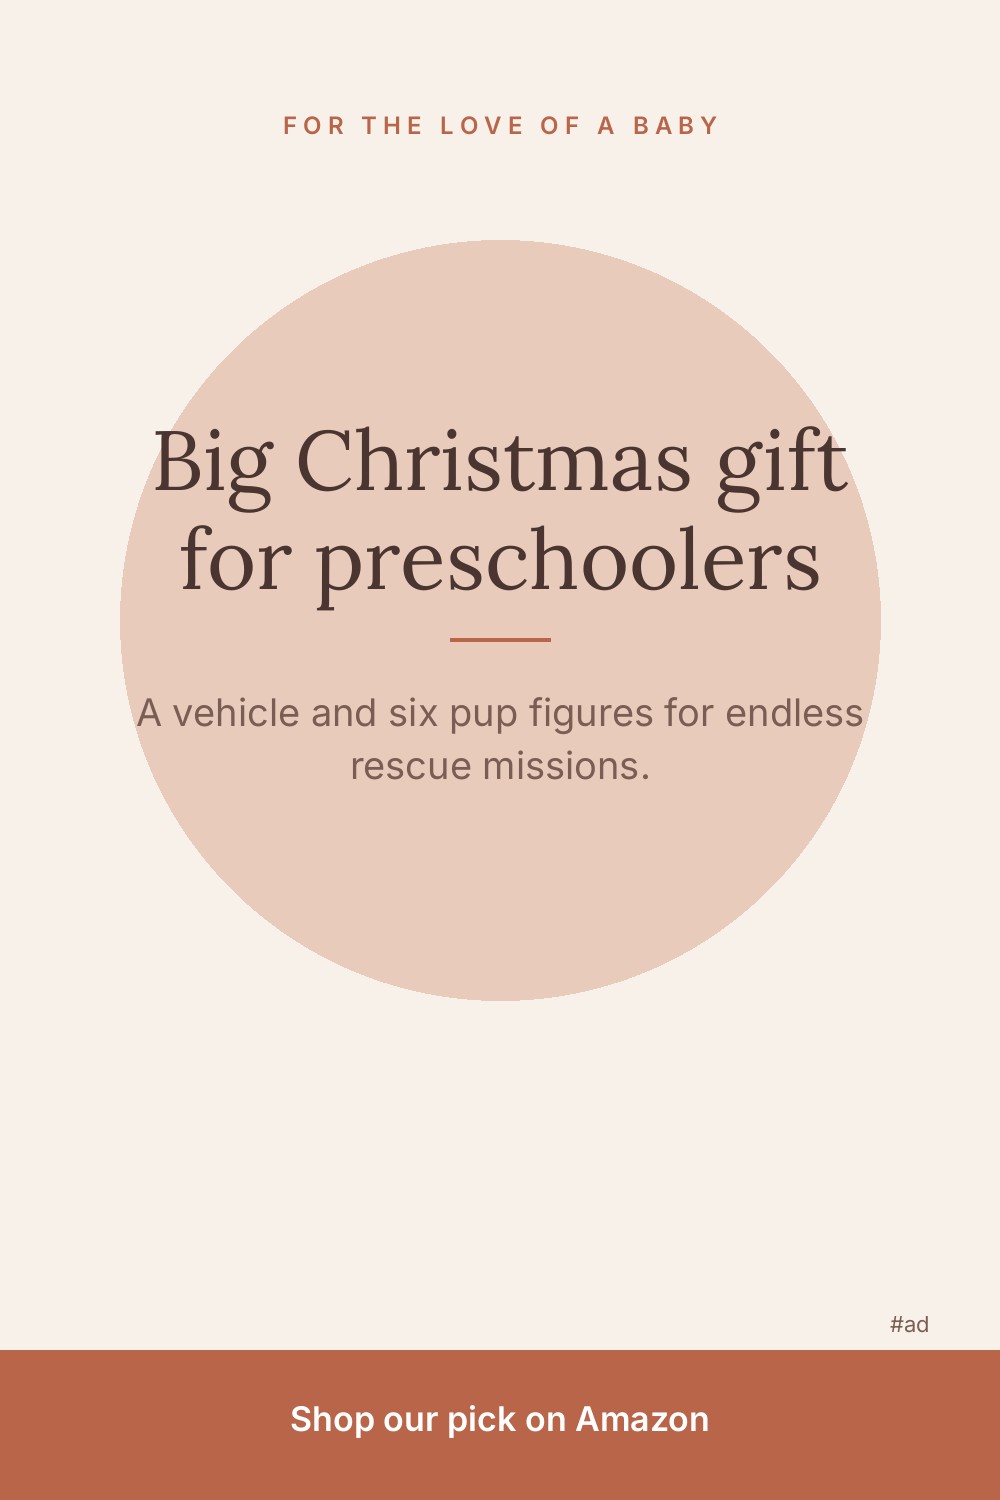 FOR THE LOVE OF A BABY
Big Christmas gift
for preschoolers
A vehicle and six pup figures for endless
rescue missions.
#ad
Shop our pick on Amazon